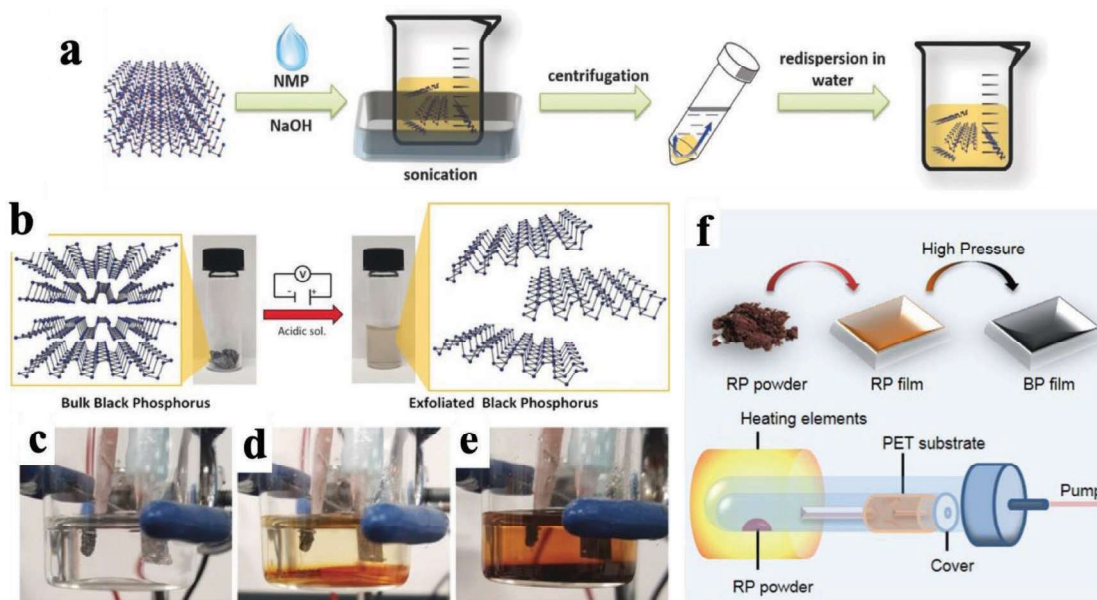 a
NMP
NaOH
sonication
centrifugation
redispersion in
water
b
V
- +
Acidic sol.
Bulk Black Phosphorus
Exfoliated Black Phosphorus
c
d
e
f
High Pressure
RP powder
RP film
BP film
Heating elements
PET substrate
Pump
Cover
RP powder